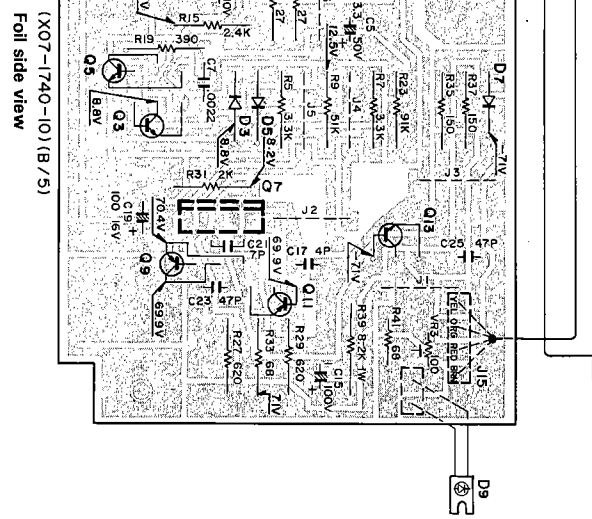 (X07-1740-10) (B/5)
Foil side view
R15
2.4K
R19 390
Q5
8.8V
Q3
C7 .0022
27
27
3.3
C5
50V
12.5V
D3
8.8V
D5
8.2V
R5
3.3K
J5
R9
.51K
J4
R7
3.3K
R23
.91K
R35
150
R37
150
D7
-71V
J3
R31 2K
Q7
J2
Q13
70.4V
C19
100 16V
C21
7P
69.9V
C17 4P
-71V
C25 47P
Q9
C23 47P
Q11
69.9V
R27 620
R33 68
R29 620
C15
100V
71V
R39 8.2K 1W
R41
68
100
YEL ORG RED BRN
J15
D9